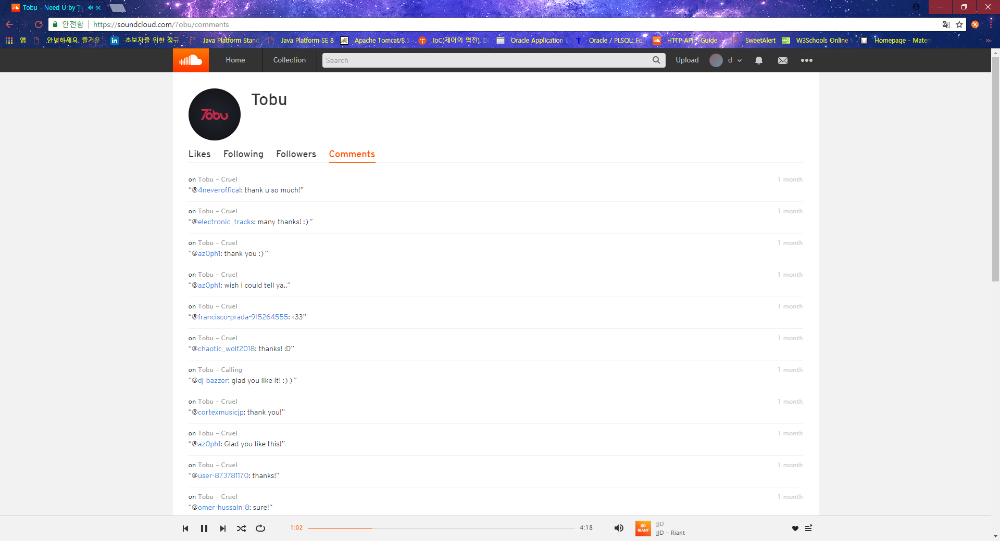 Tobu - Need U by To
안전함 https://soundcloud.com/7obu/comments
앱 안녕하세요. 즐거운 초보자를 위한 정규 Java Platform Stand Java Platform SE 8 Apache Tomcat/8.5 IoC(제어의 역전), D Oracle Application Oracle / PLSQL: HTTP API - Guide SweetAlert W3Schools Online Homepage - Mater
Home Collection Search Upload d
7obu
Tobu
Likes Following Followers Comments
on Tobu – Cruel 1 month
“@4neveroffical: thank u so much!”
on Tobu – Cruel 1 month
“@electronic_tracks: many thanks! :)”
on Tobu – Cruel 1 month
“@az0ph1: thank you :)”
on Tobu – Cruel 1 month
“@az0ph1: wish i could tell ya..”
on Tobu – Cruel 1 month
“@francisco-prada-915264555: <33”
on Tobu – Cruel 1 month
“@chaotic_wolf2018: thanks! :D”
on Tobu – Calling 1 month
“@dj-bazzer: glad you like it! :))”
on Tobu – Cruel 1 month
“@cortexmusicjp: thank you!”
on Tobu – Cruel 1 month
“@az0ph1: Glad you like this!”
on Tobu – Cruel 1 month
“@user-873781170: thanks!”
on Tobu – Cruel 1 month
“@omer-hussain-8: sure!”
1:02 4:18
JJD
RIANT
JJD
JJD – Riant